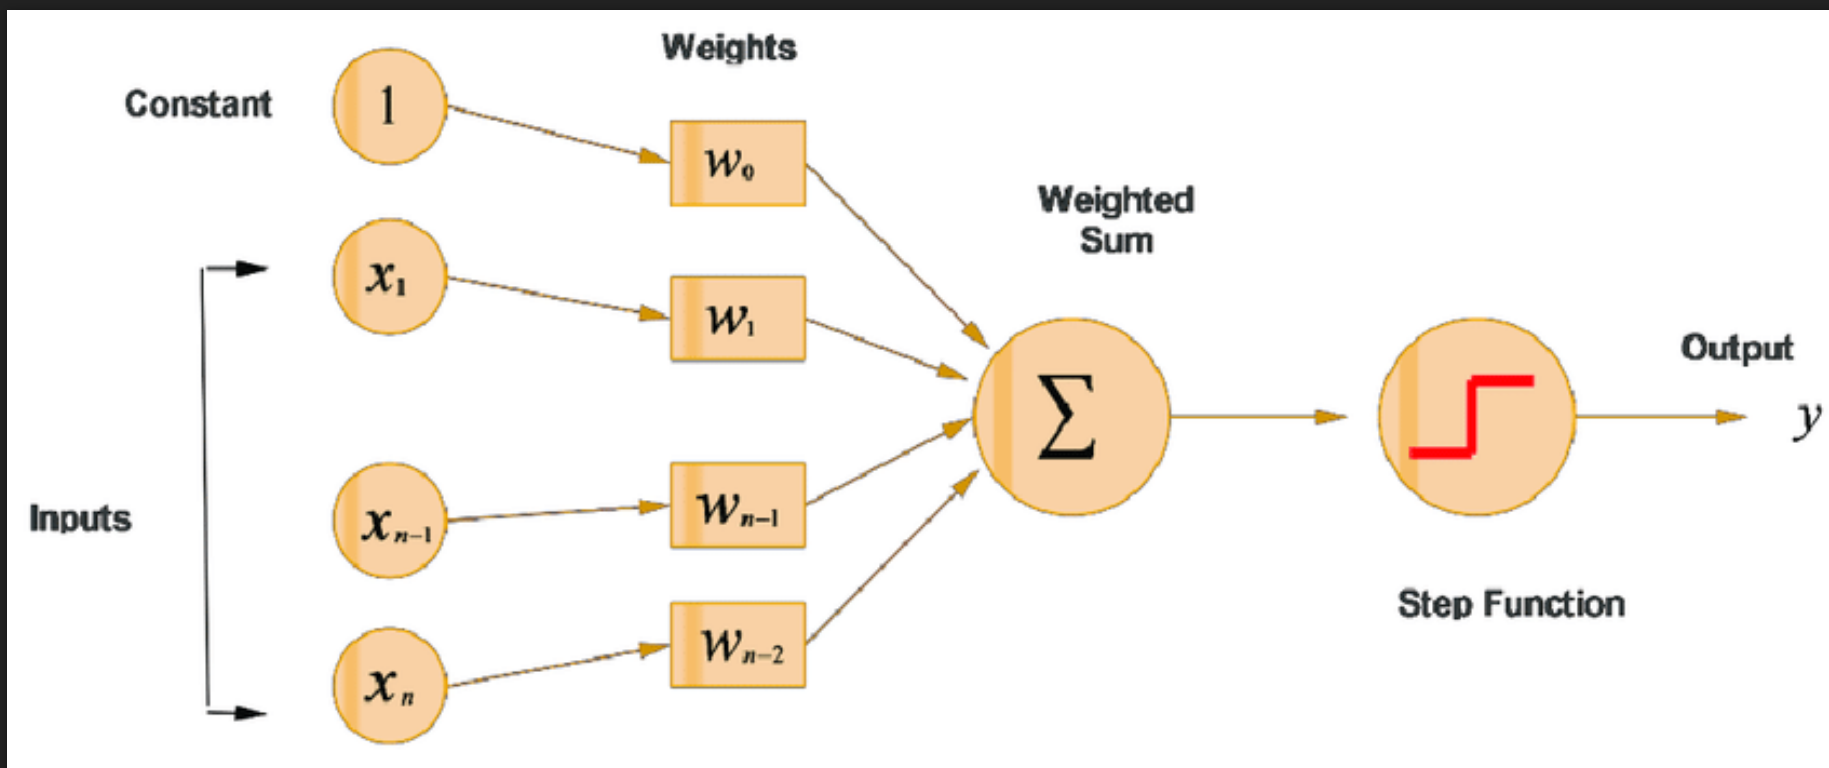 Weights
Constant
1
w₀
Weighted
Sum
x₁
w₁
Σ
Output
y
Inputs
xₙ₋₁
wₙ₋₁
Step Function
xₙ
wₙ₋₂